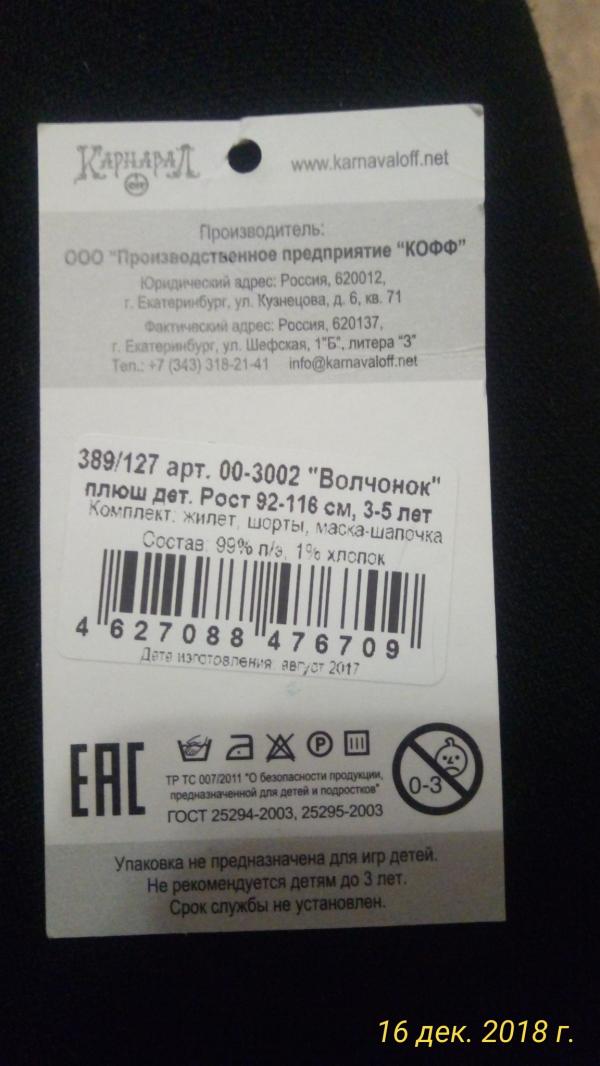 КАРНАВАЛ
OFF
www.karnavaloff.net
Производитель:
ООО "Производственное предприятие "КОФФ"
Юридический адрес: Россия, 620012,
г. Екатеринбург, ул. Кузнецова, д. 6, кв. 71
Фактический адрес: Россия, 620137,
г. Екатеринбург, ул. Шефская, 1"Б", литера "З"
Тел.: +7 (343) 318-21-41 info@karnavaloff.net
389/127 арт. 00-3002 "Волчонок"
плюш дет. Рост 92-116 см, 3-5 лет
Комплект: жилет, шорты, маска-шапочка
Состав: 99% п/э, 1% хлопок
4 627088 476709
Дата изготовления: август 2017
EAC
P
0-3
ТР ТС 007/2011 "О безопасности продукции,
предназначенной для детей и подростков"
ГОСТ 25294-2003, 25295-2003
Упаковка не предназначена для игр детей.
Не рекомендуется детям до 3 лет.
Срок службы не установлен.
16 дек. 2018 г.